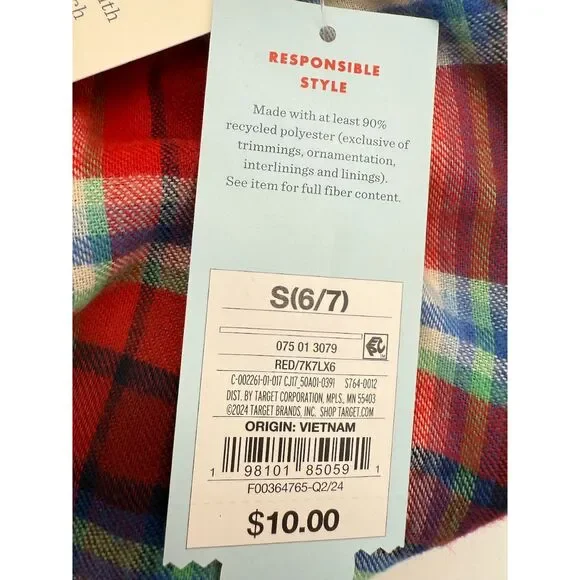 RESPONSIBLE
STYLE
Made with at least 90%
recycled polyester (exclusive of
trimmings, ornamentation,
interlinings and linings).
See item for full fiber content.
S(6/7)
075 01 3079
RED/7K7LX6
C-002261-01-017 CJ17_50A01-0391 S764-0012
DIST. BY TARGET CORPORATION, MPLS, MN 55403
©2024 TARGET BRANDS, INC. SHOP TARGET.COM
ORIGIN: VIETNAM
1 98101 85059 1
F00364765-Q2/24
$10.00